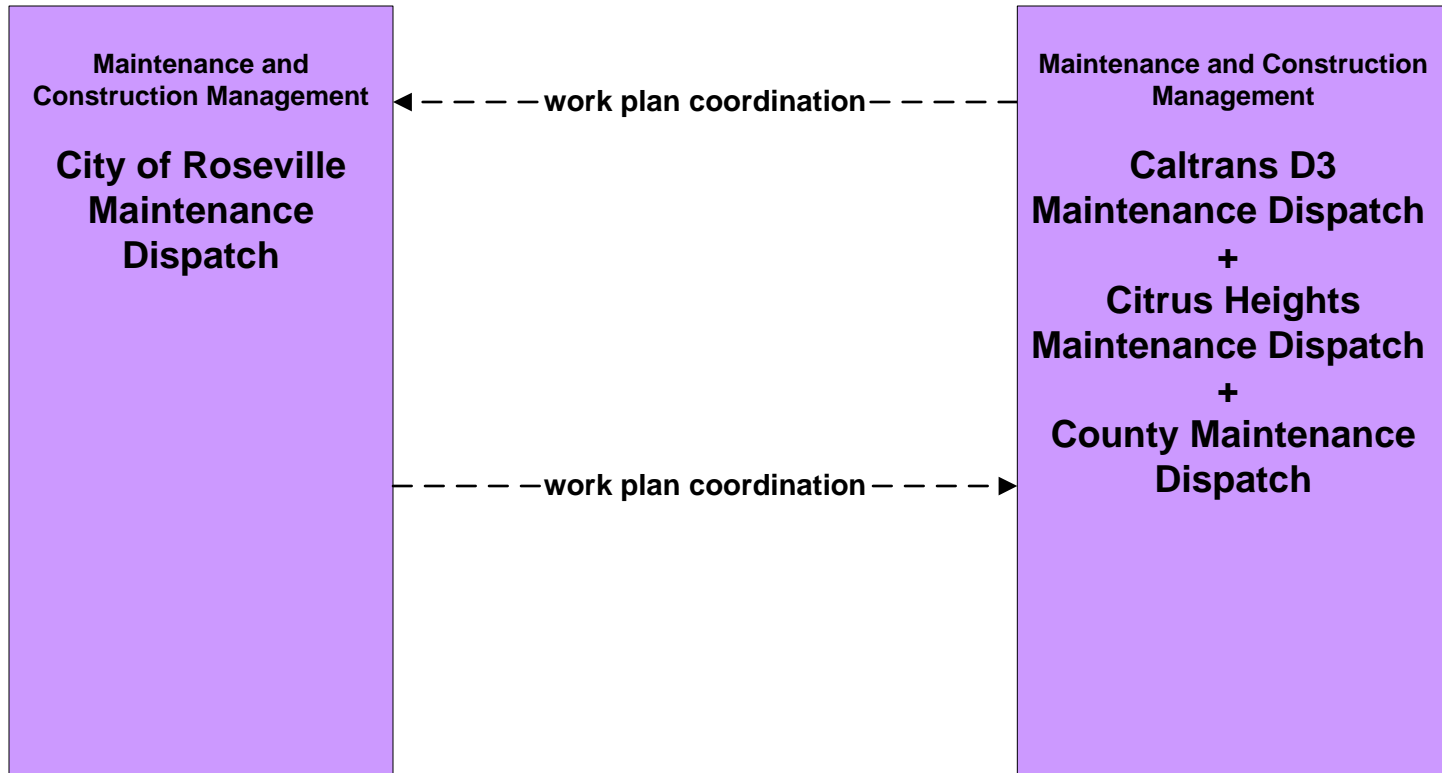 Maintenance and
Construction Management
City of Roseville
Maintenance
Dispatch
work plan coordination
work plan coordination
Maintenance and Construction
Management
Caltrans D3
Maintenance Dispatch
+
Citrus Heights
Maintenance Dispatch
+
County Maintenance
Dispatch